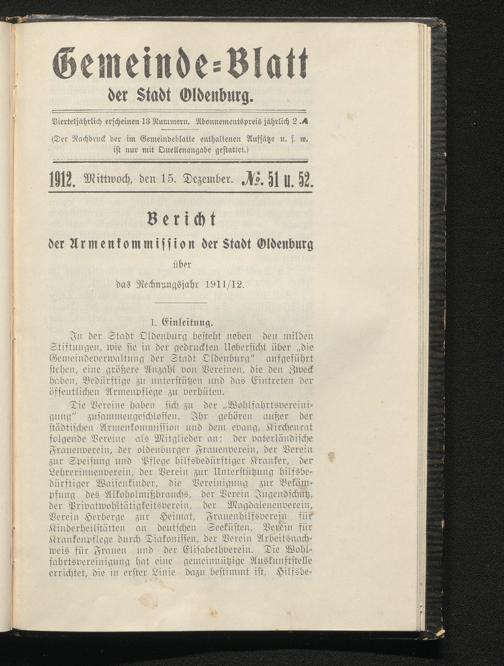 Gemeinde=Blatt
der Stadt Oldenburg.
Vierteljährlich erscheinen 13 Nummern. Abonnementspreis jährlich 2 ℳ
(Der Nachdruck der im Gemeindeblatte enthaltenen Aufsätze u. s. w.
ist nur mit Quellenangabe gestattet.)
1912. Mittwoch, den 15. Dezember. №. 51 u. 52.
Bericht
der Armenkommission der Stadt Oldenburg
über
das Rechnungsjahr 1911/12.
I. Einleitung.
In der Stadt Oldenburg besteht neben den milden
Stiftungen, wie sie in der gedruckten Uebersicht über „die
Gemeindeverwaltung der Stadt Oldenburg“ aufgeführt
stehen, eine größere Anzahl von Vereinen, die den Zweck
haben, Bedürftige zu unterstützen und das Eintreten der
öffentlichen Armenpflege zu verhüten.
Die Vereine haben sich zu der „Wohlfahrtsvereini-
gung“ zusammengeschlossen. Ihr gehören außer der
städtischen Armenkommission und dem evang. Kirchenrat
folgende Vereine als Mitglieder an: der vaterländische
Frauenverein, der oldenburger Frauenverein, der Verein
zur Speisung und Pflege hilfsbedürftiger Kranker, der
Lehrerinnenverein, der Verein zur Unterstützung hilfsbe-
dürftiger Waisenkinder, die Vereinigung zur Bekäm-
pfung des Alkoholmißbrauchs, der Verein Jugendschutz,
der Privatwohltätigkeitsverein, der Magdalenenverein,
Verein Herberge zur Heimat, Frauenhilfsverein für
Kinderheilstätten an deutschen Seeküsten, Verein für
Krankenpflege durch Diakonissen, der Verein Arbeitsnach-
weis für Frauen und der Elisabethverein. Die Wohl-
fahrtsvereinigung hat eine gemeinnützige Auskunftstelle
errichtet, die in erster Linie dazu bestimmt ist, Hilfsbe-